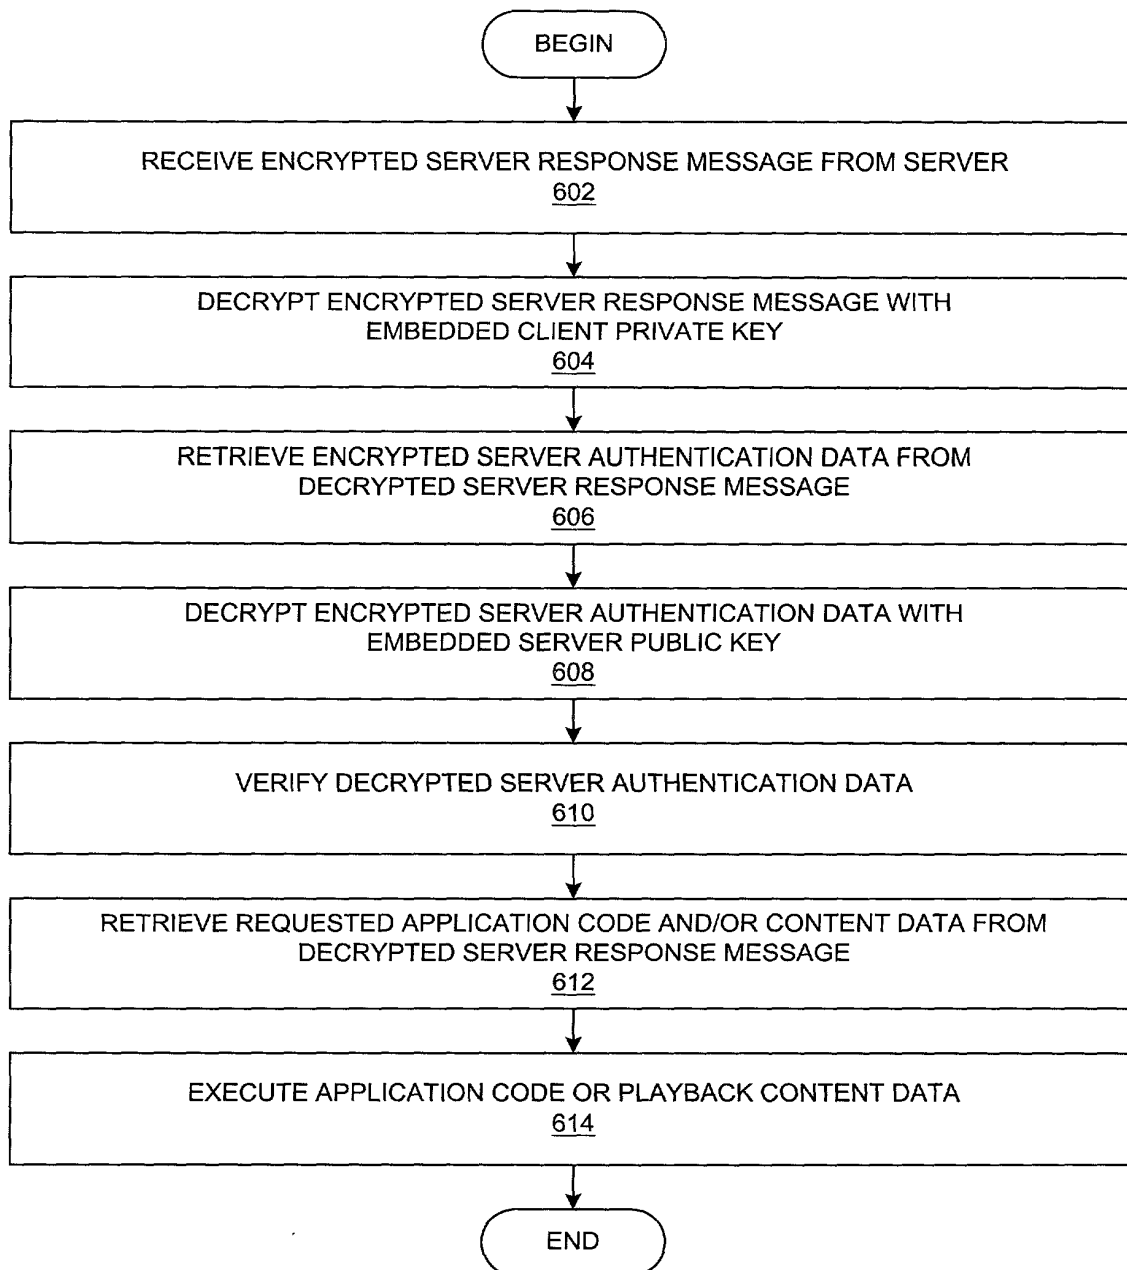 BEGIN
RECEIVE ENCRYPTED SERVER RESPONSE MESSAGE FROM SERVER
602
DECRYPT ENCRYPTED SERVER RESPONSE MESSAGE WITH
EMBEDDED CLIENT PRIVATE KEY
604
RETRIEVE ENCRYPTED SERVER AUTHENTICATION DATA FROM
DECRYPTED SERVER RESPONSE MESSAGE
606
DECRYPT ENCRYPTED SERVER AUTHENTICATION DATA WITH
EMBEDDED SERVER PUBLIC KEY
608
VERIFY DECRYPTED SERVER AUTHENTICATION DATA
610
RETRIEVE REQUESTED APPLICATION CODE AND/OR CONTENT DATA FROM
DECRYPTED SERVER RESPONSE MESSAGE
612
EXECUTE APPLICATION CODE OR PLAYBACK CONTENT DATA
614
END